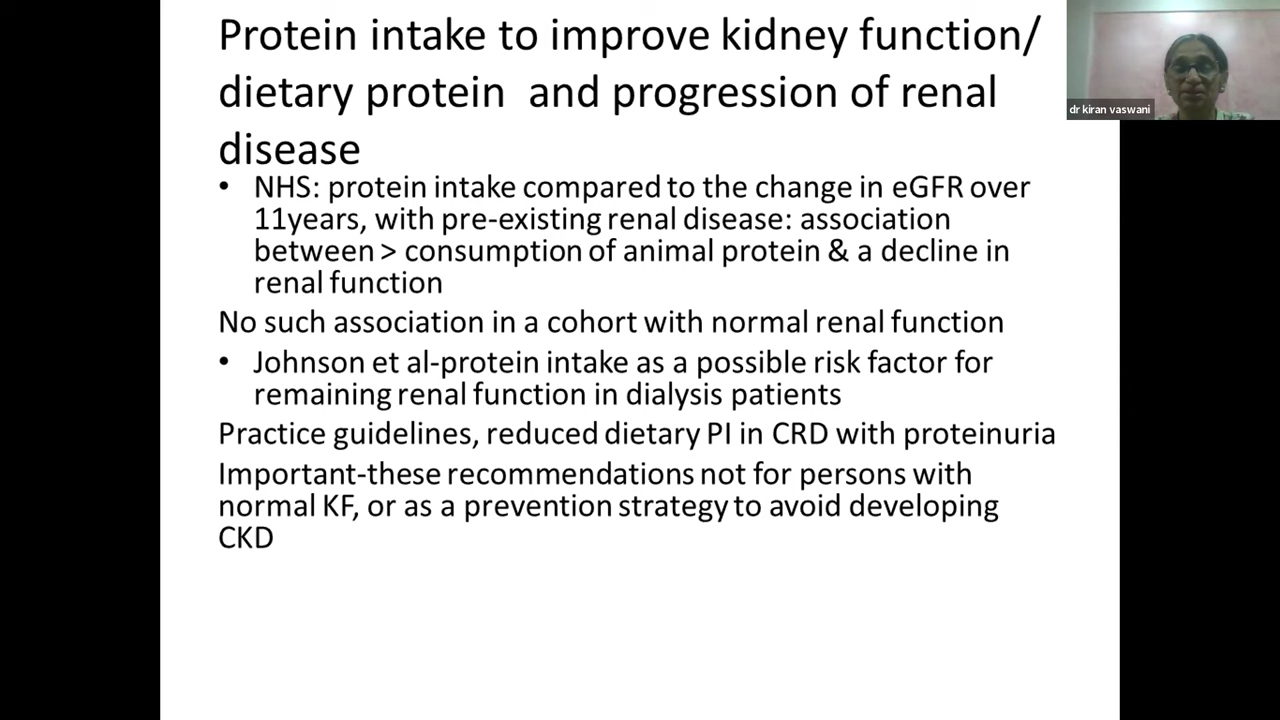 Protein intake to improve kidney function/
dietary protein and progression of renal
disease
• NHS: protein intake compared to the change in eGFR over
11years, with pre-existing renal disease: association
between > consumption of animal protein & a decline in
renal function
No such association in a cohort with normal renal function
• Johnson et al-protein intake as a possible risk factor for
remaining renal function in dialysis patients
Practice guidelines, reduced dietary PI in CRD with proteinuria
Important-these recommendations not for persons with
normal KF, or as a prevention strategy to avoid developing
CKD
dr kiran vaswani